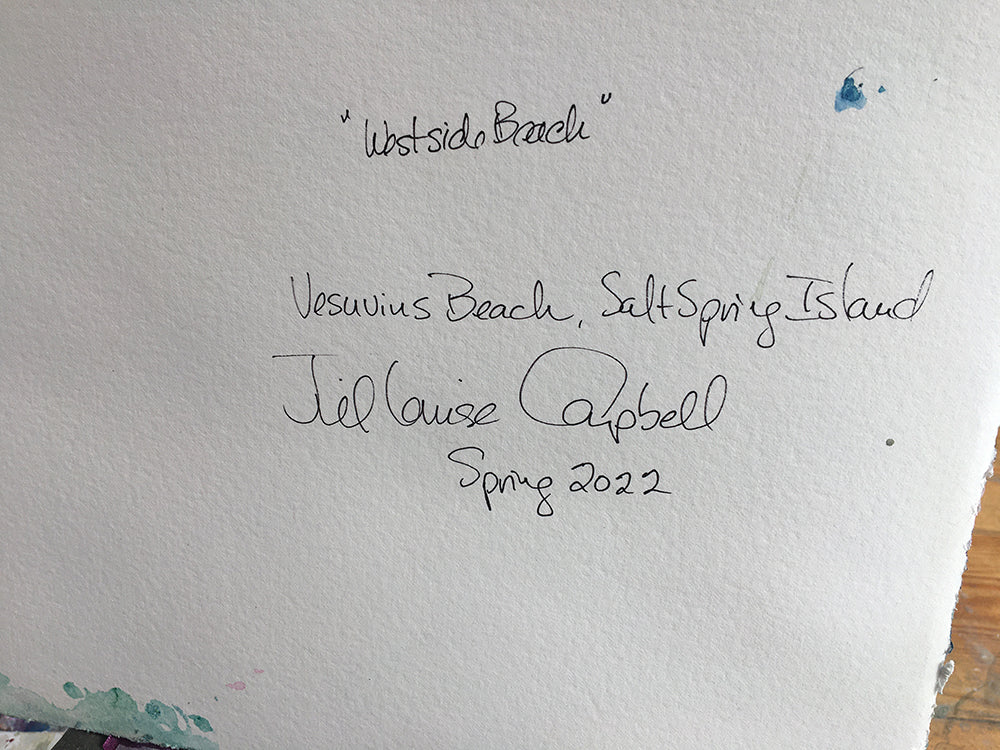 "Westside Beach"
Vesuvius Beach, Salt Spring Island
Jill Louise Campbell
Spring 2022